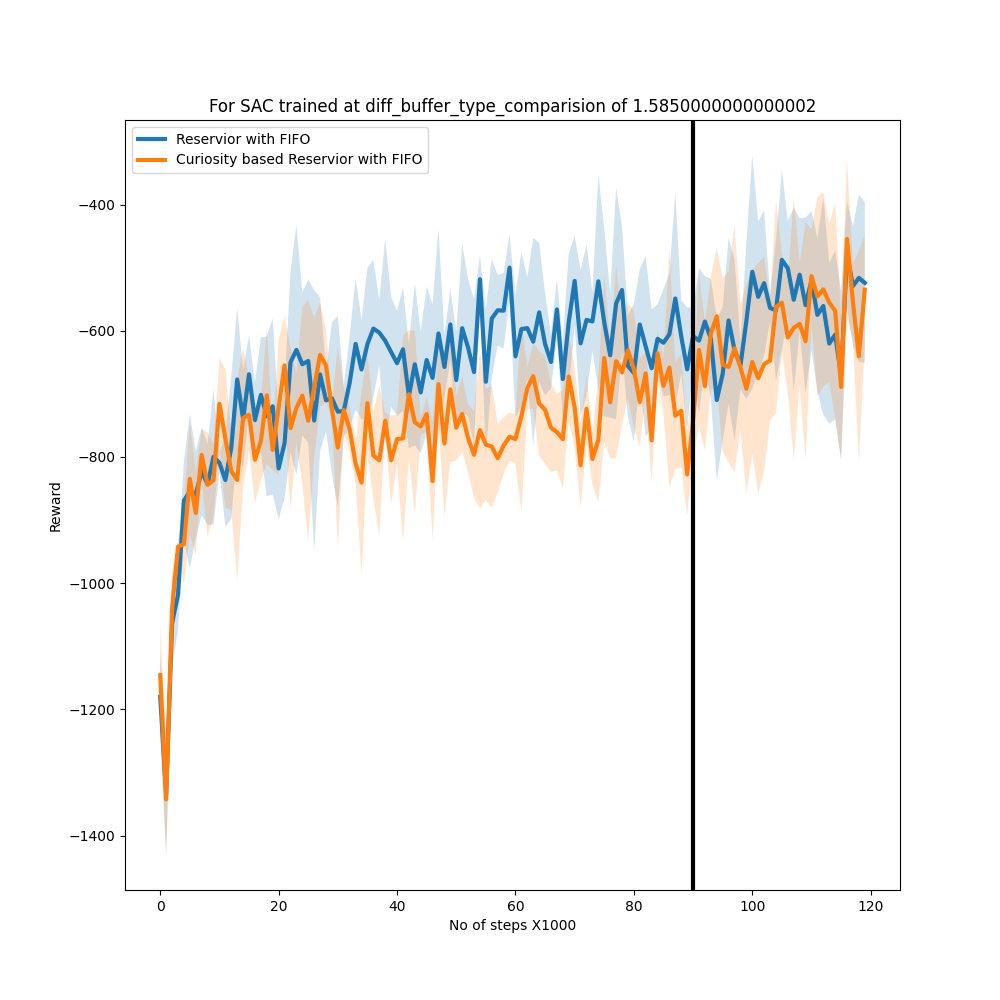 For SAC trained at diff_buffer_type_comparision of 1.5850000000000002
Reservior with FIFO
Curiosity based Reservior with FIFO
−400
−600
−800
−1000
−1200
−1400
Reward
0 20 40 60 80 100 120
No of steps X1000